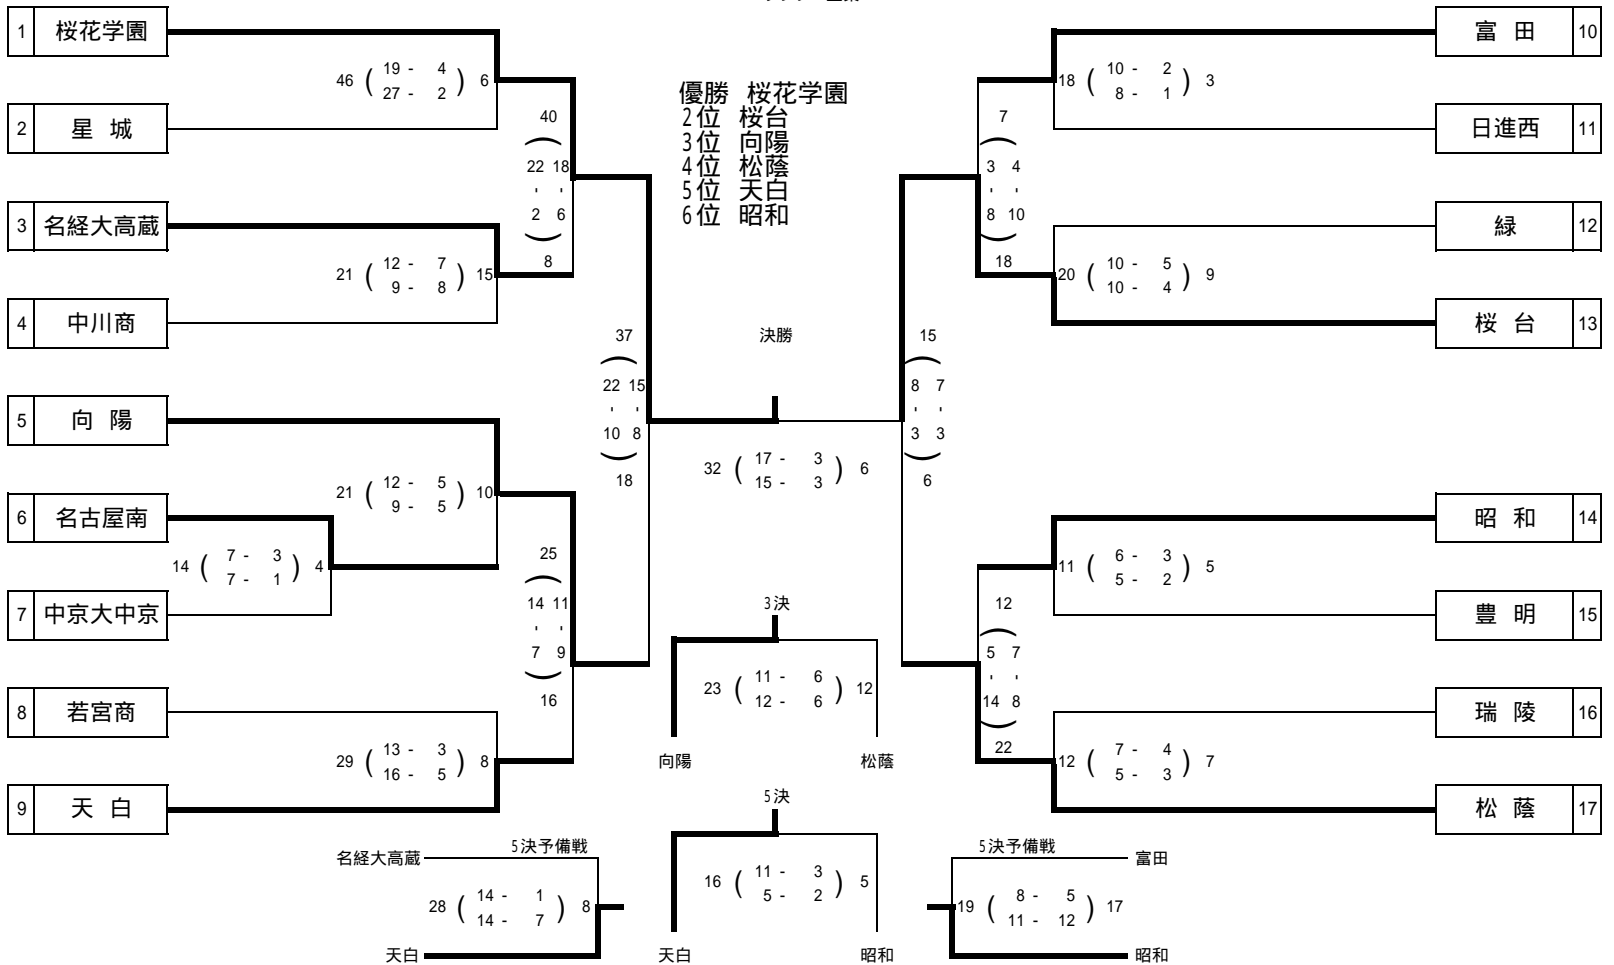 1 桜花学園
46 ( 19 - 4 ) 6
27 - 2
2 星 城
3 名経大高蔵
21 ( 12 - 7 ) 15
9 - 8
4 中川商
40
22 18
- -
2 6
8
5 向 陽
21 ( 12 - 5 ) 10
9 - 5
6 名古屋南
14 ( 7 - 3 ) 4
7 - 1
7 中京大中京
25
14 11
- -
7 9
16
8 若宮商
29 ( 13 - 3 ) 8
16 - 5
9 天 白
37
22 15
- -
10 8
18
優勝 桜花学園
2位 桜台
3位 向陽
4位 松蔭
5位 天白
6位 昭和
決勝
32 ( 17 - 3 ) 6
15 - 3
3決
23 ( 11 - 6 ) 12
12 - 6
向陽 松蔭
5決
16 ( 11 - 3 ) 5
5 - 2
天白 昭和
5決予備戦
名経大高蔵
28 ( 14 - 1 ) 8
14 - 7
天白
5決予備戦
富田
19 ( 8 - 5 ) 17
11 - 12
昭和
15
8 7
- -
3 3
6
富 田 10
18 ( 10 - 2 ) 3
8 - 1
日進西 11
7
3 4
- -
8 10
18
緑 12
20 ( 10 - 5 ) 9
10 - 4
桜 台 13
昭 和 14
11 ( 6 - 3 ) 5
5 - 2
豊 明 15
12
5 7
- -
14 8
22
瑞 陵 16
12 ( 7 - 4 ) 7
5 - 3
松 蔭 17